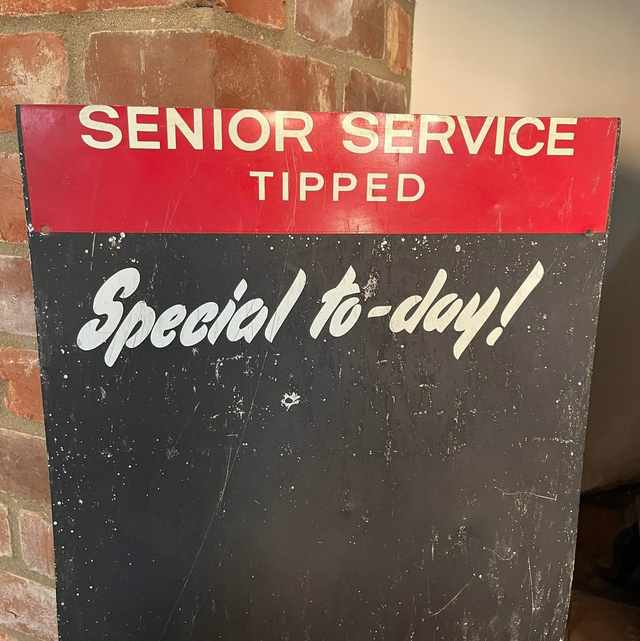 SENIOR SERVICE
TIPPED
Special to-day!